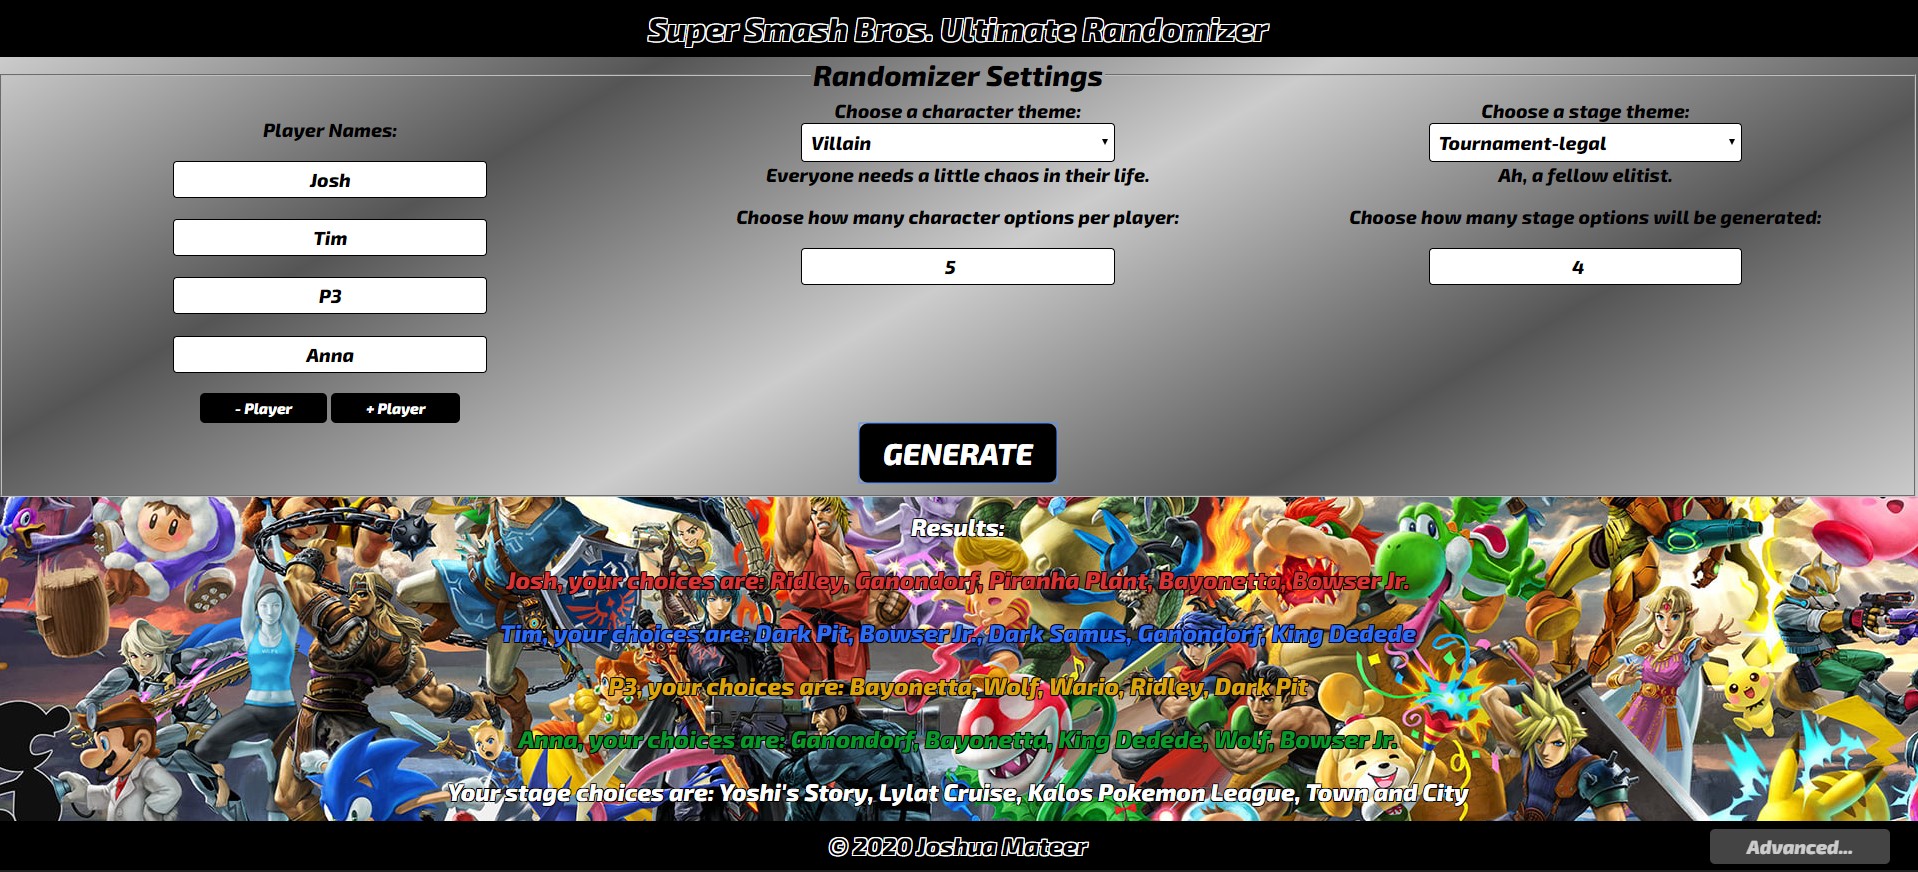 Super Smash Bros. Ultimate Randomizer
Randomizer Settings
Player Names:
Josh
Tim
P3
Anna
- Player
+ Player
Choose a character theme:
Villain
Everyone needs a little chaos in their life.
Choose how many character options per player:
5
Choose a stage theme:
Tournament-legal
Ah, a fellow elitist.
Choose how many stage options will be generated:
4
GENERATE
Results:
Josh, your choices are: Ridley, Ganondorf, Piranha Plant, Bayonetta, Bowser Jr.
Tim, your choices are: Dark Pit, Bowser Jr., Dark Samus, Ganondorf, King Dedede
P3, your choices are: Bayonetta, Wolf, Wario, Ridley, Dark Pit
Anna, your choices are: Ganondorf, Bayonetta, King Dedede, Wolf, Bowser Jr.
Your stage choices are: Yoshi's Story, Lylat Cruise, Kalos Pokemon League, Town and City
© 2020 Joshua Mateer
Advanced...